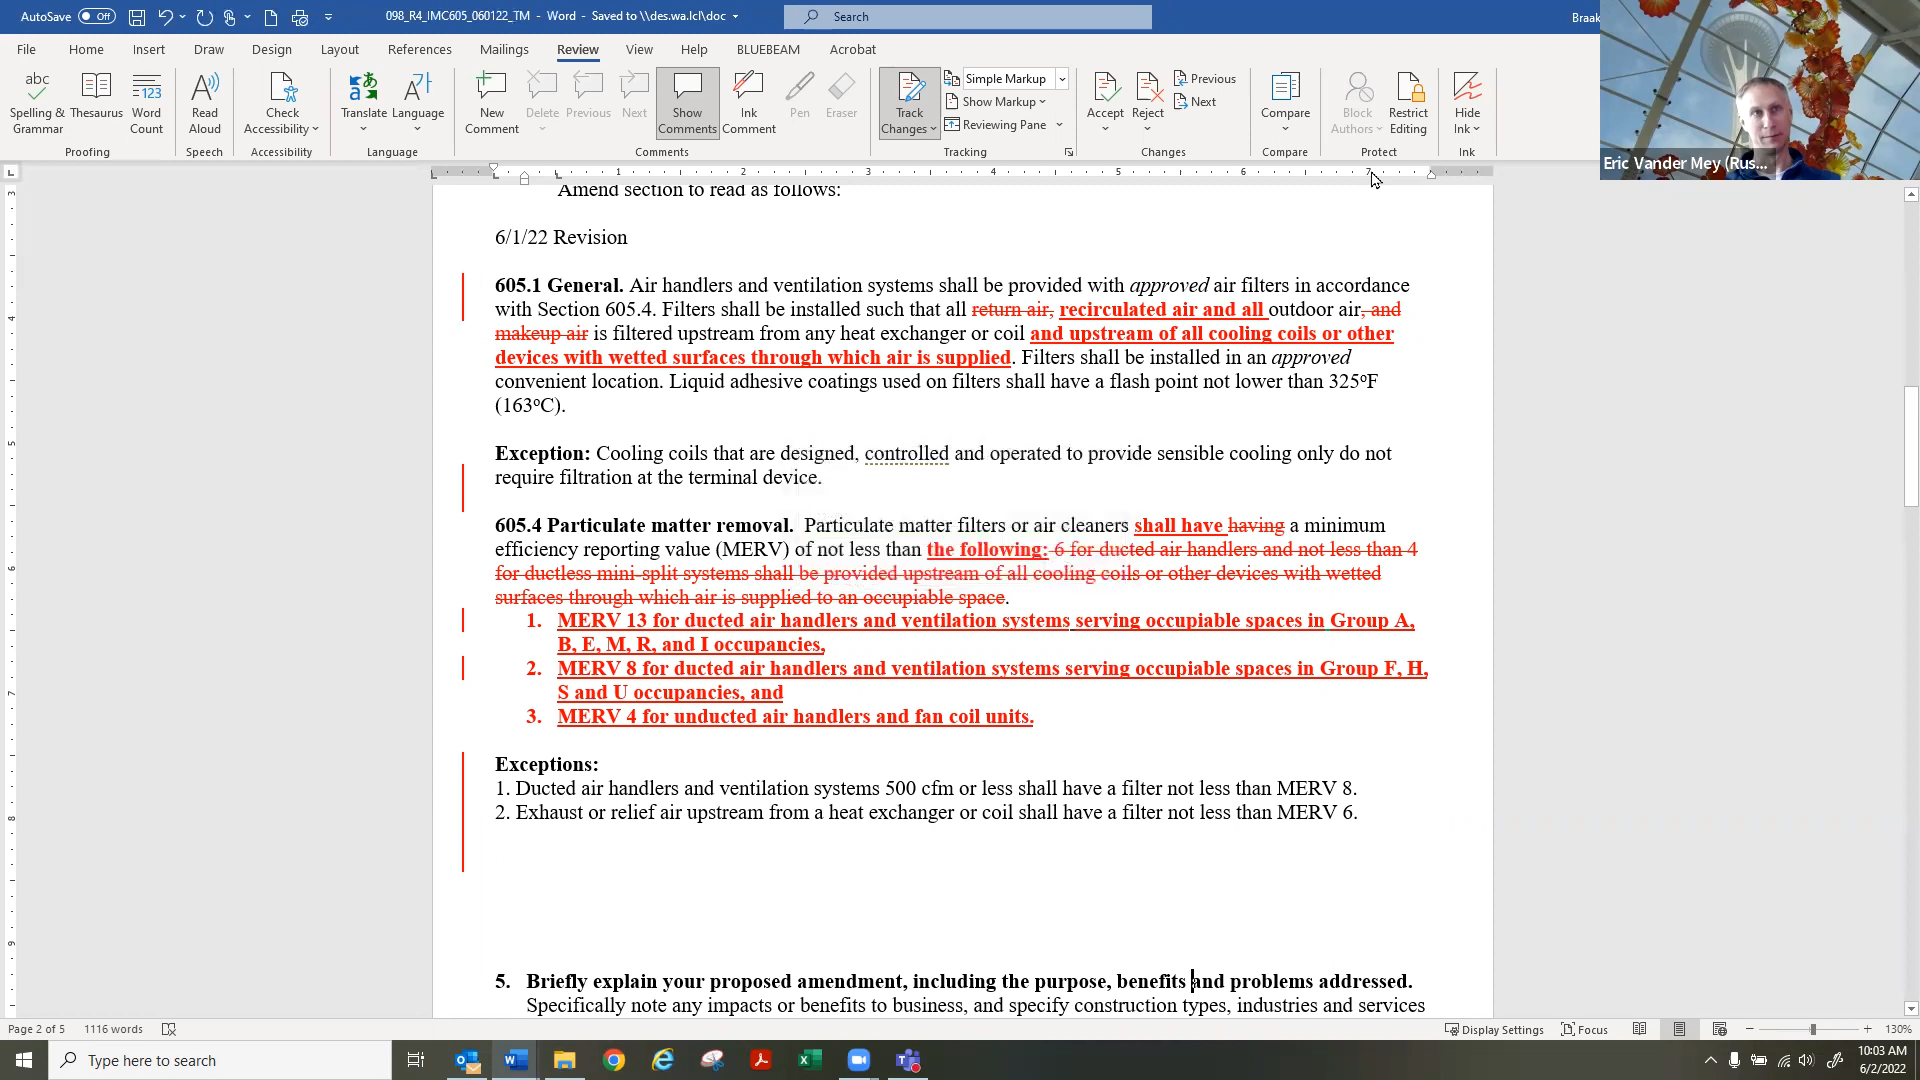 AutoSave Off 098_R4_IMC605_060122_TM - Word - Saved to \\des.wa.lcl\doc Search Braak
File Home Insert Draw Design Layout References Mailings Review View Help BLUEBEAM Acrobat
Spelling & Grammar Thesaurus Word Count Read Aloud Check Accessibility Translate Language New Comment Delete Previous Next Show Comments Ink Comment Pen Eraser Track Changes Simple Markup Show Markup Reviewing Pane Accept Reject Previous Next Compare Block Authors Restrict Editing Hide Ink
Proofing Speech Accessibility Language Comments Tracking Changes Compare Protect Ink
Eric Vander Mey (Rus...
1 2 3 4 5 6 7
Amend section to read as follows:
6/1/22 Revision
605.1 General. Air handlers and ventilation systems shall be provided with approved air filters in accordance
with Section 605.4. Filters shall be installed such that all return air, recirculated air and all outdoor air, and
makeup air is filtered upstream from any heat exchanger or coil and upstream of all cooling coils or other
devices with wetted surfaces through which air is supplied. Filters shall be installed in an approved
convenient location. Liquid adhesive coatings used on filters shall have a flash point not lower than 325ºF
(163ºC).
Exception: Cooling coils that are designed, controlled and operated to provide sensible cooling only do not
require filtration at the terminal device.
605.4 Particulate matter removal. Particulate matter filters or air cleaners shall have having a minimum
efficiency reporting value (MERV) of not less than the following: 6 for ducted air handlers and not less than 4
for ductless mini-split systems shall be provided upstream of all cooling coils or other devices with wetted
surfaces through which air is supplied to an occupiable space.
1. MERV 13 for ducted air handlers and ventilation systems serving occupiable spaces in Group A,
B, E, M, R, and I occupancies,
2. MERV 8 for ducted air handlers and ventilation systems serving occupiable spaces in Group F, H,
S and U occupancies, and
3. MERV 4 for unducted air handlers and fan coil units.
Exceptions:
1. Ducted air handlers and ventilation systems 500 cfm or less shall have a filter not less than MERV 8.
2. Exhaust or relief air upstream from a heat exchanger or coil shall have a filter not less than MERV 6.
5. Briefly explain your proposed amendment, including the purpose, benefits and problems addressed.
Specifically note any impacts or benefits to business, and specify construction types, industries and services
Page 2 of 5 1116 words Display Settings Focus 130%
Type here to search 10:03 AM
6/2/2022